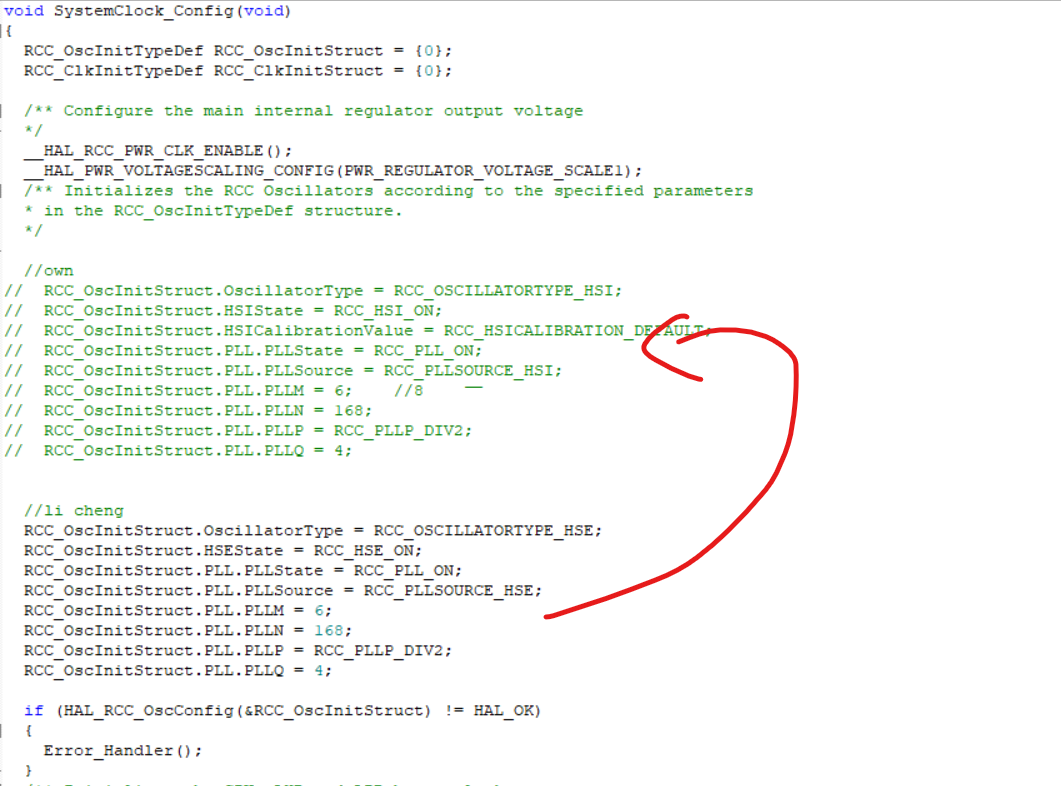 void SystemClock_Config(void)
{
  RCC_OscInitTypeDef RCC_OscInitStruct = {0};
  RCC_ClkInitTypeDef RCC_ClkInitStruct = {0};
  /** Configure the main internal regulator output voltage
  */
  __HAL_RCC_PWR_CLK_ENABLE();
  __HAL_PWR_VOLTAGESCALING_CONFIG(PWR_REGULATOR_VOLTAGE_SCALE1);
  /** Initializes the RCC Oscillators according to the specified parameters
  * in the RCC_OscInitTypeDef structure.
  */
  //own
//  RCC_OscInitStruct.OscillatorType = RCC_OSCILLATORTYPE_HSI;
//  RCC_OscInitStruct.HSIState = RCC_HSI_ON;
//  RCC_OscInitStruct.HSICalibrationValue = RCC_HSICALIBRATION_DEFAULT;
//  RCC_OscInitStruct.PLL.PLLState = RCC_PLL_ON;
//  RCC_OscInitStruct.PLL.PLLSource = RCC_PLLSOURCE_HSI;
//  RCC_OscInitStruct.PLL.PLLM = 6;    //8
//  RCC_OscInitStruct.PLL.PLLN = 168;
//  RCC_OscInitStruct.PLL.PLLP = RCC_PLLP_DIV2;
//  RCC_OscInitStruct.PLL.PLLQ = 4;
  //li cheng
  RCC_OscInitStruct.OscillatorType = RCC_OSCILLATORTYPE_HSE;
  RCC_OscInitStruct.HSEState = RCC_HSE_ON;
  RCC_OscInitStruct.PLL.PLLState = RCC_PLL_ON;
  RCC_OscInitStruct.PLL.PLLSource = RCC_PLLSOURCE_HSE;
  RCC_OscInitStruct.PLL.PLLM = 6;
  RCC_OscInitStruct.PLL.PLLN = 168;
  RCC_OscInitStruct.PLL.PLLP = RCC_PLLP_DIV2;
  RCC_OscInitStruct.PLL.PLLQ = 4;
  if (HAL_RCC_OscConfig(&RCC_OscInitStruct) != HAL_OK)
  {
    Error_Handler();
  }